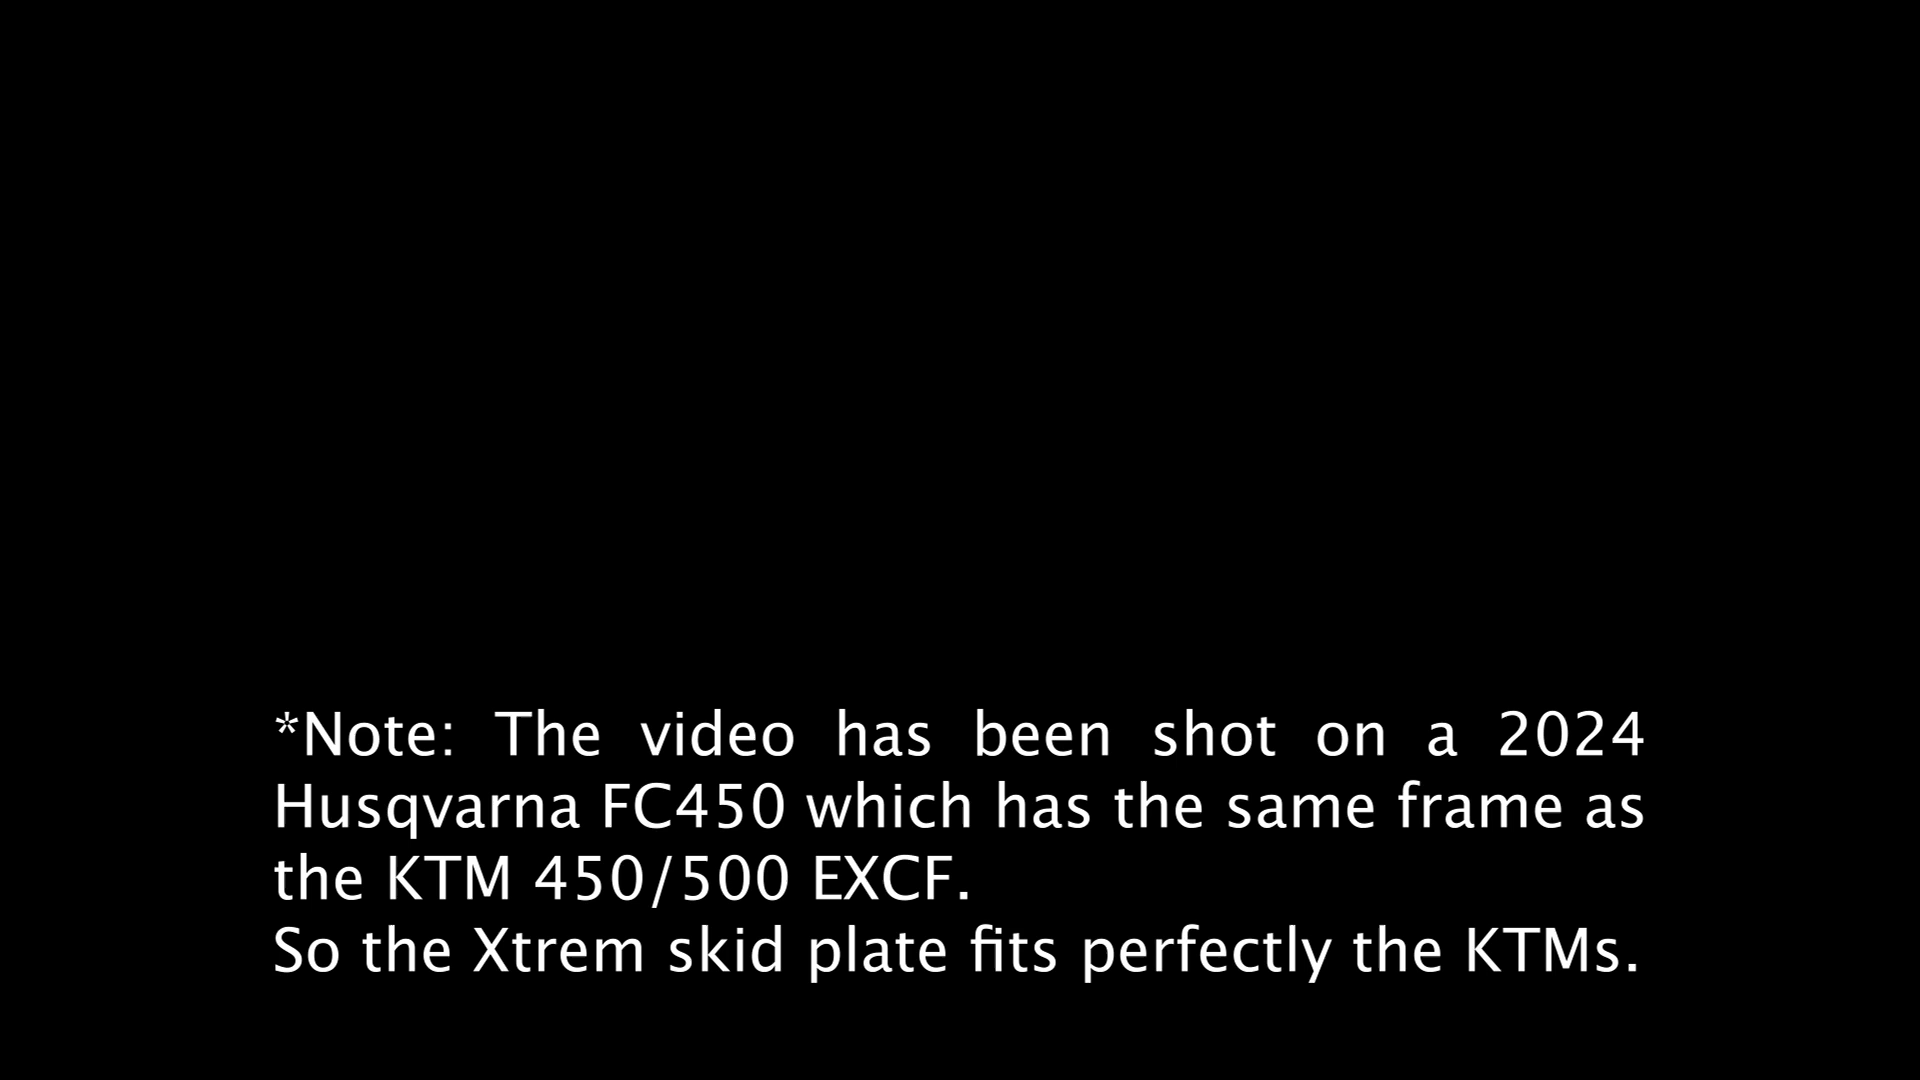 *Note: The video has been shot on a 2024
Husqvarna FC450 which has the same frame as
the KTM 450/500 EXCF.
So the Xtrem skid plate fits perfectly the KTMs.